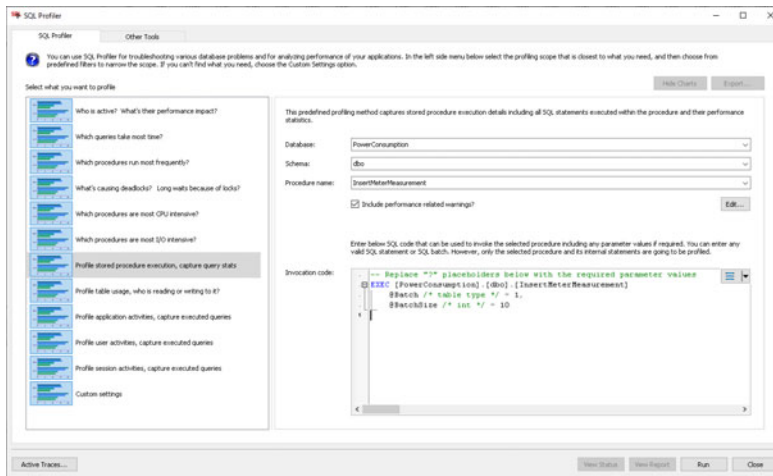 SQL Profiler
SQL Profiler
Other Tools
You can use SQL Profiler for troubleshooting various database problems and for analyzing performance of your applications. In the left side menu below select the profiling scope that is closest to what you need, and then choose from
predefined filters to narrow the scope. If you can't find what you need, choose the Custom Settings option.
Select what you want to profile
Hide Charts
Export...
Who is active? What's their performance impact?
Which queries take most time?
Which procedures run most frequently?
What's causing deadlocks? Long waits because of locks?
Which procedures are most CPU intensive?
Which procedures are most I/O intensive?
Profile stored procedure execution, capture query stats
Profile table usage, who is reading or writing to it?
Profile application activities, capture executed queries
Profile user activities, capture executed queries
Profile session activities, capture executed queries
Custom settings
This predefined profiling method captures stored procedure execution details including all SQL statements executed within the procedure and their performance
statistics.
Database: PowerConsumption
Schema: dbo
Procedure name: InsertMeterMeasurement
Include performance related warnings?
Edit...
Enter below SQL code that can be used to invoke the selected procedure including any parameter values if required. You can enter any
valid SQL statement or SQL batch. However, only the selected procedure and its internal statements are going to be profiled.
Invocation code:
-- Replace "?" placeholders below with the required parameter values
EXEC [PowerConsumption].[dbo].[InsertMeterMeasurement]
@Batch /* table type */ = 1,
@BatchSize /* int */ = 10
Active Traces...
View Status
View Report
Run
Close